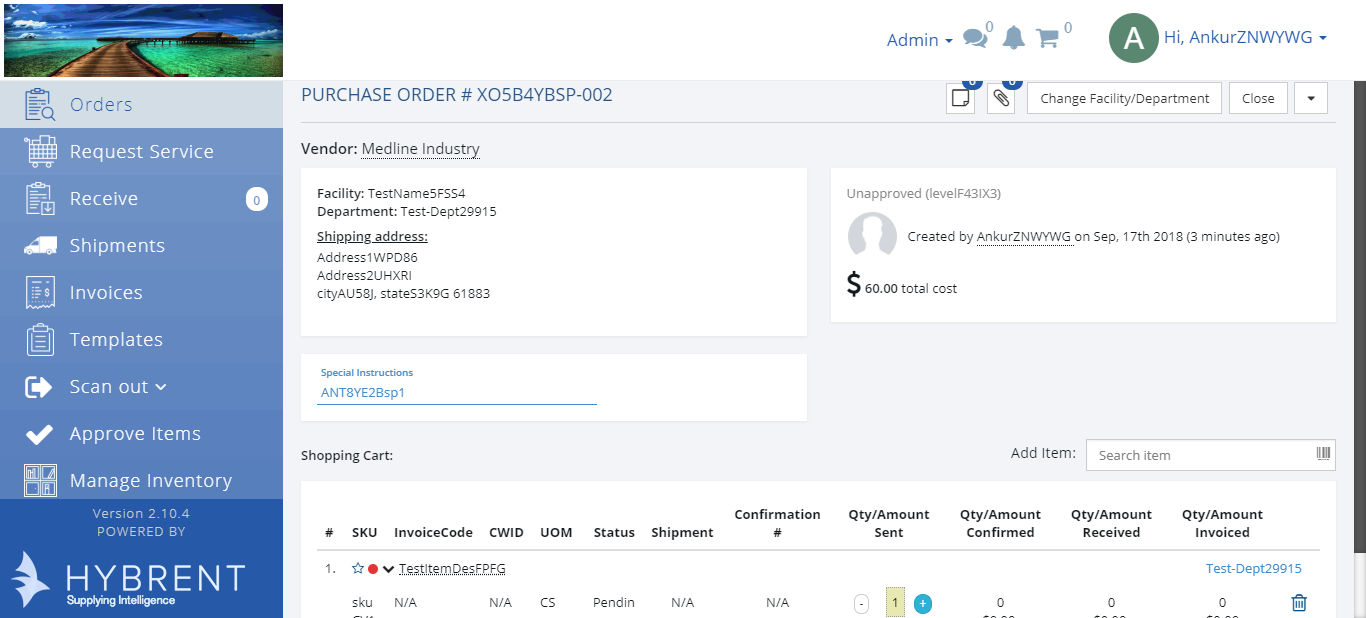 Admin
0
0
A
Hi, AnkurZNWYWG
Orders
Request Service
Receive
0
Shipments
Invoices
Templates
Scan out
Approve Items
Manage Inventory
Version 2.10.4
POWERED BY
HYBRENT
Supplying Intelligence
PURCHASE ORDER # XO5B4YBSP-002
Change Facility/Department
Close
Vendor: Medline Industry
Facility: TestName5FSS4
Department: Test-Dept29915
Shipping address:
Address1WPD86
Address2UHXRI
cityAU58J, stateS3K9G 61883
Unapproved (levelF43IX3)
Created by AnkurZNWYWG on Sep, 17th 2018 (3 minutes ago)
$ 60.00 total cost
Special Instructions
ANT8YE2Bsp1
Shopping Cart:
Add Item:
Search item
# SKU InvoiceCode CWID UOM Status Shipment Confirmation # Qty/Amount Sent Qty/Amount Confirmed Qty/Amount Received Qty/Amount Invoiced
1. TestItemDesFPFG Test-Dept29915
sku N/A N/A CS Pendin N/A N/A - 1 + 0 0 0